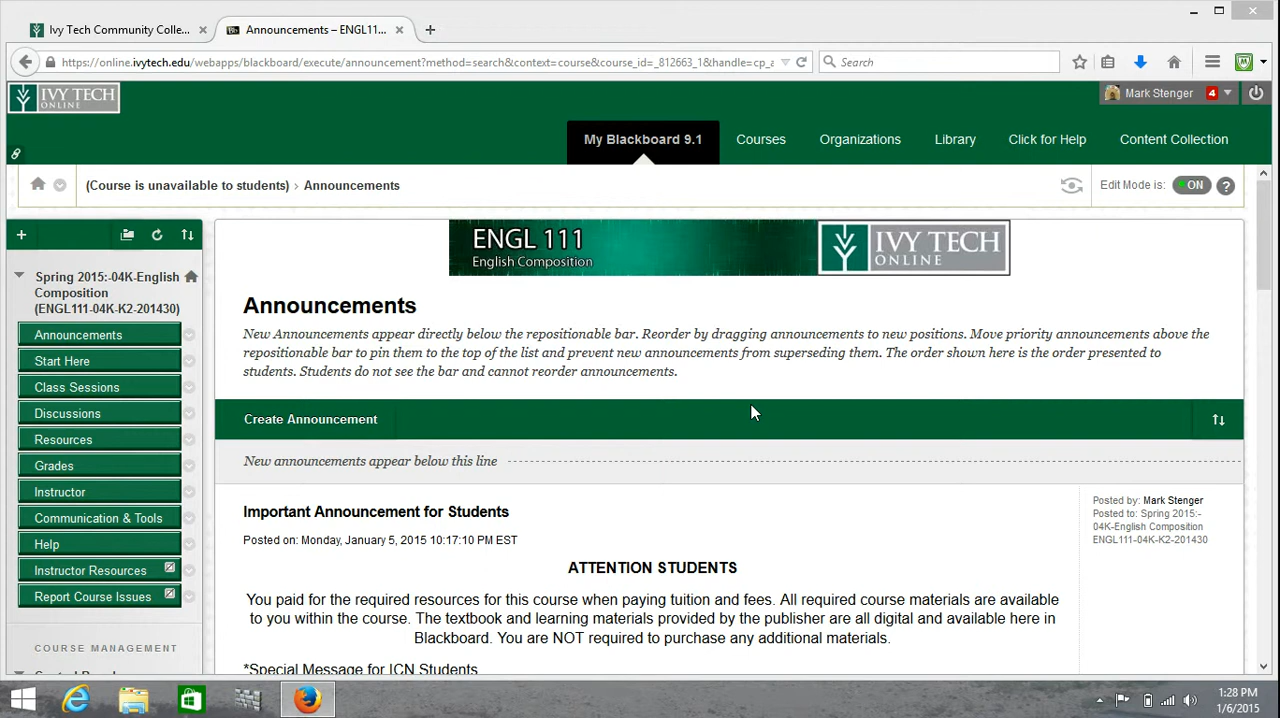 Ivy Tech Community Colle...
Announcements – ENGL11...
https://online.ivytech.edu/webapps/blackboard/execute/announcement?method=search&context=course&course_id=_812663_1&handle=cp_a
Search
IVY TECH
ONLINE
Mark Stenger
4
My Blackboard 9.1
Courses
Organizations
Library
Click for Help
Content Collection
(Course is unavailable to students) > Announcements
Edit Mode is:
ON
?
Spring 2015:-04K-English
Composition
(ENGL111-04K-K2-201430)
Announcements
Start Here
Class Sessions
Discussions
Resources
Grades
Instructor
Communication & Tools
Help
Instructor Resources
Report Course Issues
COURSE MANAGEMENT
ENGL 111
English Composition
IVY TECH
ONLINE
Announcements
New Announcements appear directly below the repositionable bar. Reorder by dragging announcements to new positions. Move priority announcements above the
repositionable bar to pin them to the top of the list and prevent new announcements from superseding them. The order shown here is the order presented to
students. Students do not see the bar and cannot reorder announcements.
Create Announcement
New announcements appear below this line
Important Announcement for Students
Posted on: Monday, January 5, 2015 10:17:10 PM EST
ATTENTION STUDENTS
You paid for the required resources for this course when paying tuition and fees. All required course materials are available
to you within the course. The textbook and learning materials provided by the publisher are all digital and available here in
Blackboard. You are NOT required to purchase any additional materials.
*Special Message for ICN Students
Posted by: Mark Stenger
Posted to: Spring 2015:-
04K-English Composition
ENGL111-04K-K2-201430
1:28 PM
1/6/2015